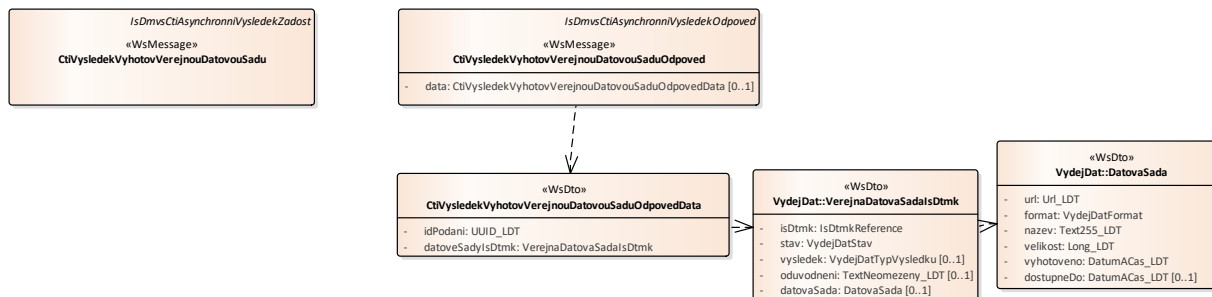 IsDmvsCtiAsynchronniVysledekZadost
«WsMessage»
CtiVysledekVyhotovVerejnouDatovouSadu
IsDmvsCtiAsynchronniVysledekOdpoved
«WsMessage»
CtiVysledekVyhotovVerejnouDatovouSaduOdpoved
- data: CtiVysledekVyhotovVerejnouDatovouSaduOdpovedData [0..1]
«WsDto»
CtiVysledekVyhotovVerejnouDatovouSaduOdpovedData
- idPodani: UUID_LDT
- datoveSadyIsDtmk: VerejnaDatovaSadaIsDtmk
«WsDto»
VydejDat::VerejnaDatovaSadaIsDtmk
- isDtmk: IsDtmkReference
- stav: VydejDatStav
- vysledek: VydejDatTypVysledku [0..1]
- oduvodneni: TextNeomezeny_LDT [0..1]
- datovaSada: DatovaSada [0..1]
«WsDto»
VydejDat::DatovaSada
- url: Url_LDT
- format: VydejDatFormat
- nazev: Text255_LDT
- velikost: Long_LDT
- vyhotoveno: DatumACas_LDT
- dostupneDo: DatumACas_LDT [0..1]